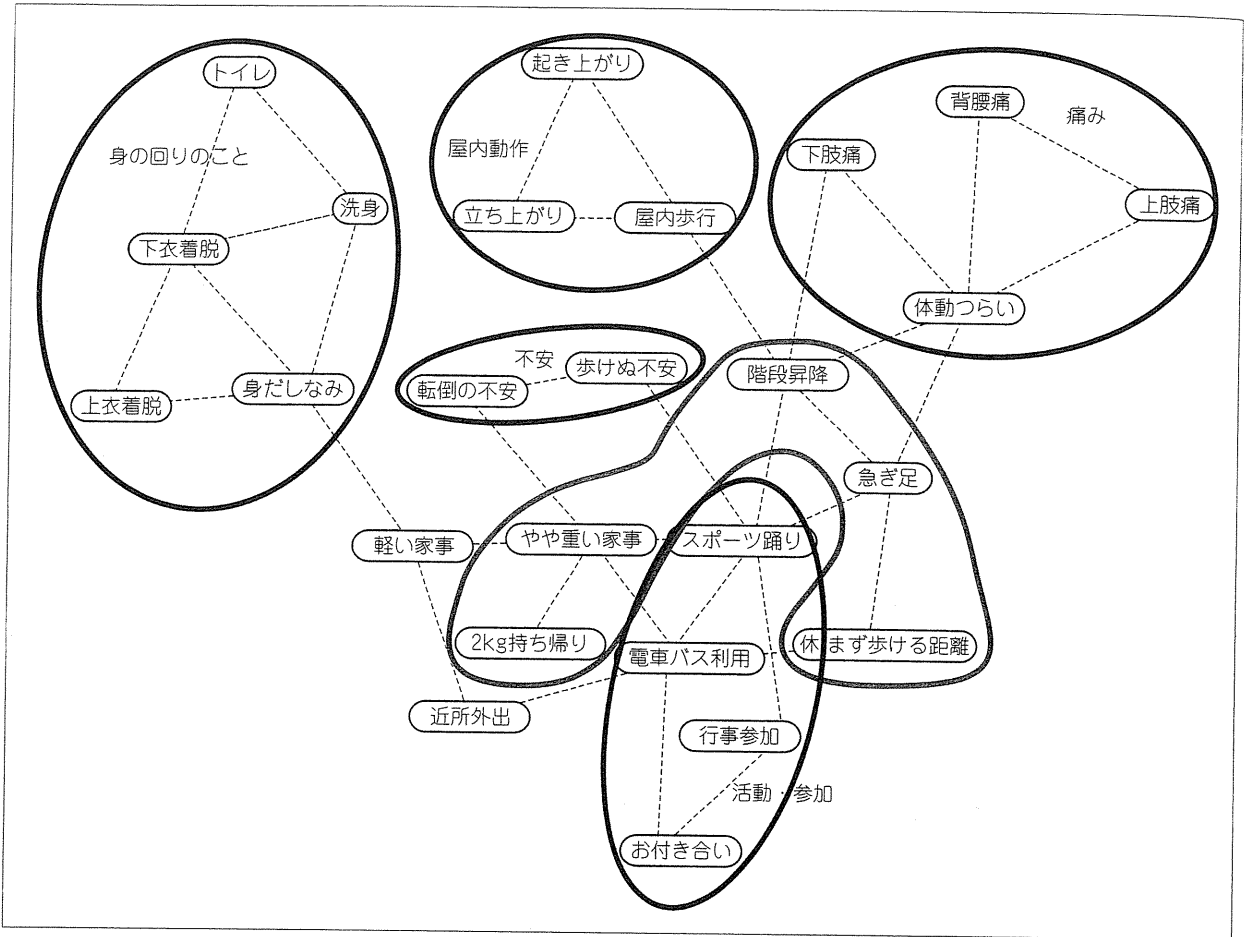 トイレ
身の回りのこと
洗身
下衣着脱
上衣着脱
身だしなみ
起き上がり
屋内動作
立ち上がり
屋内歩行
背腰痛
痛み
下肢痛
上肢痛
体動つらい
不安
歩けぬ不安
転倒の不安
階段昇降
急ぎ足
軽い家事
やや重い家事
スポーツ踊り
2kg持ち帰り
電車バス利用
休まず歩ける距離
近所外出
行事参加
活動・参加
お付き合い